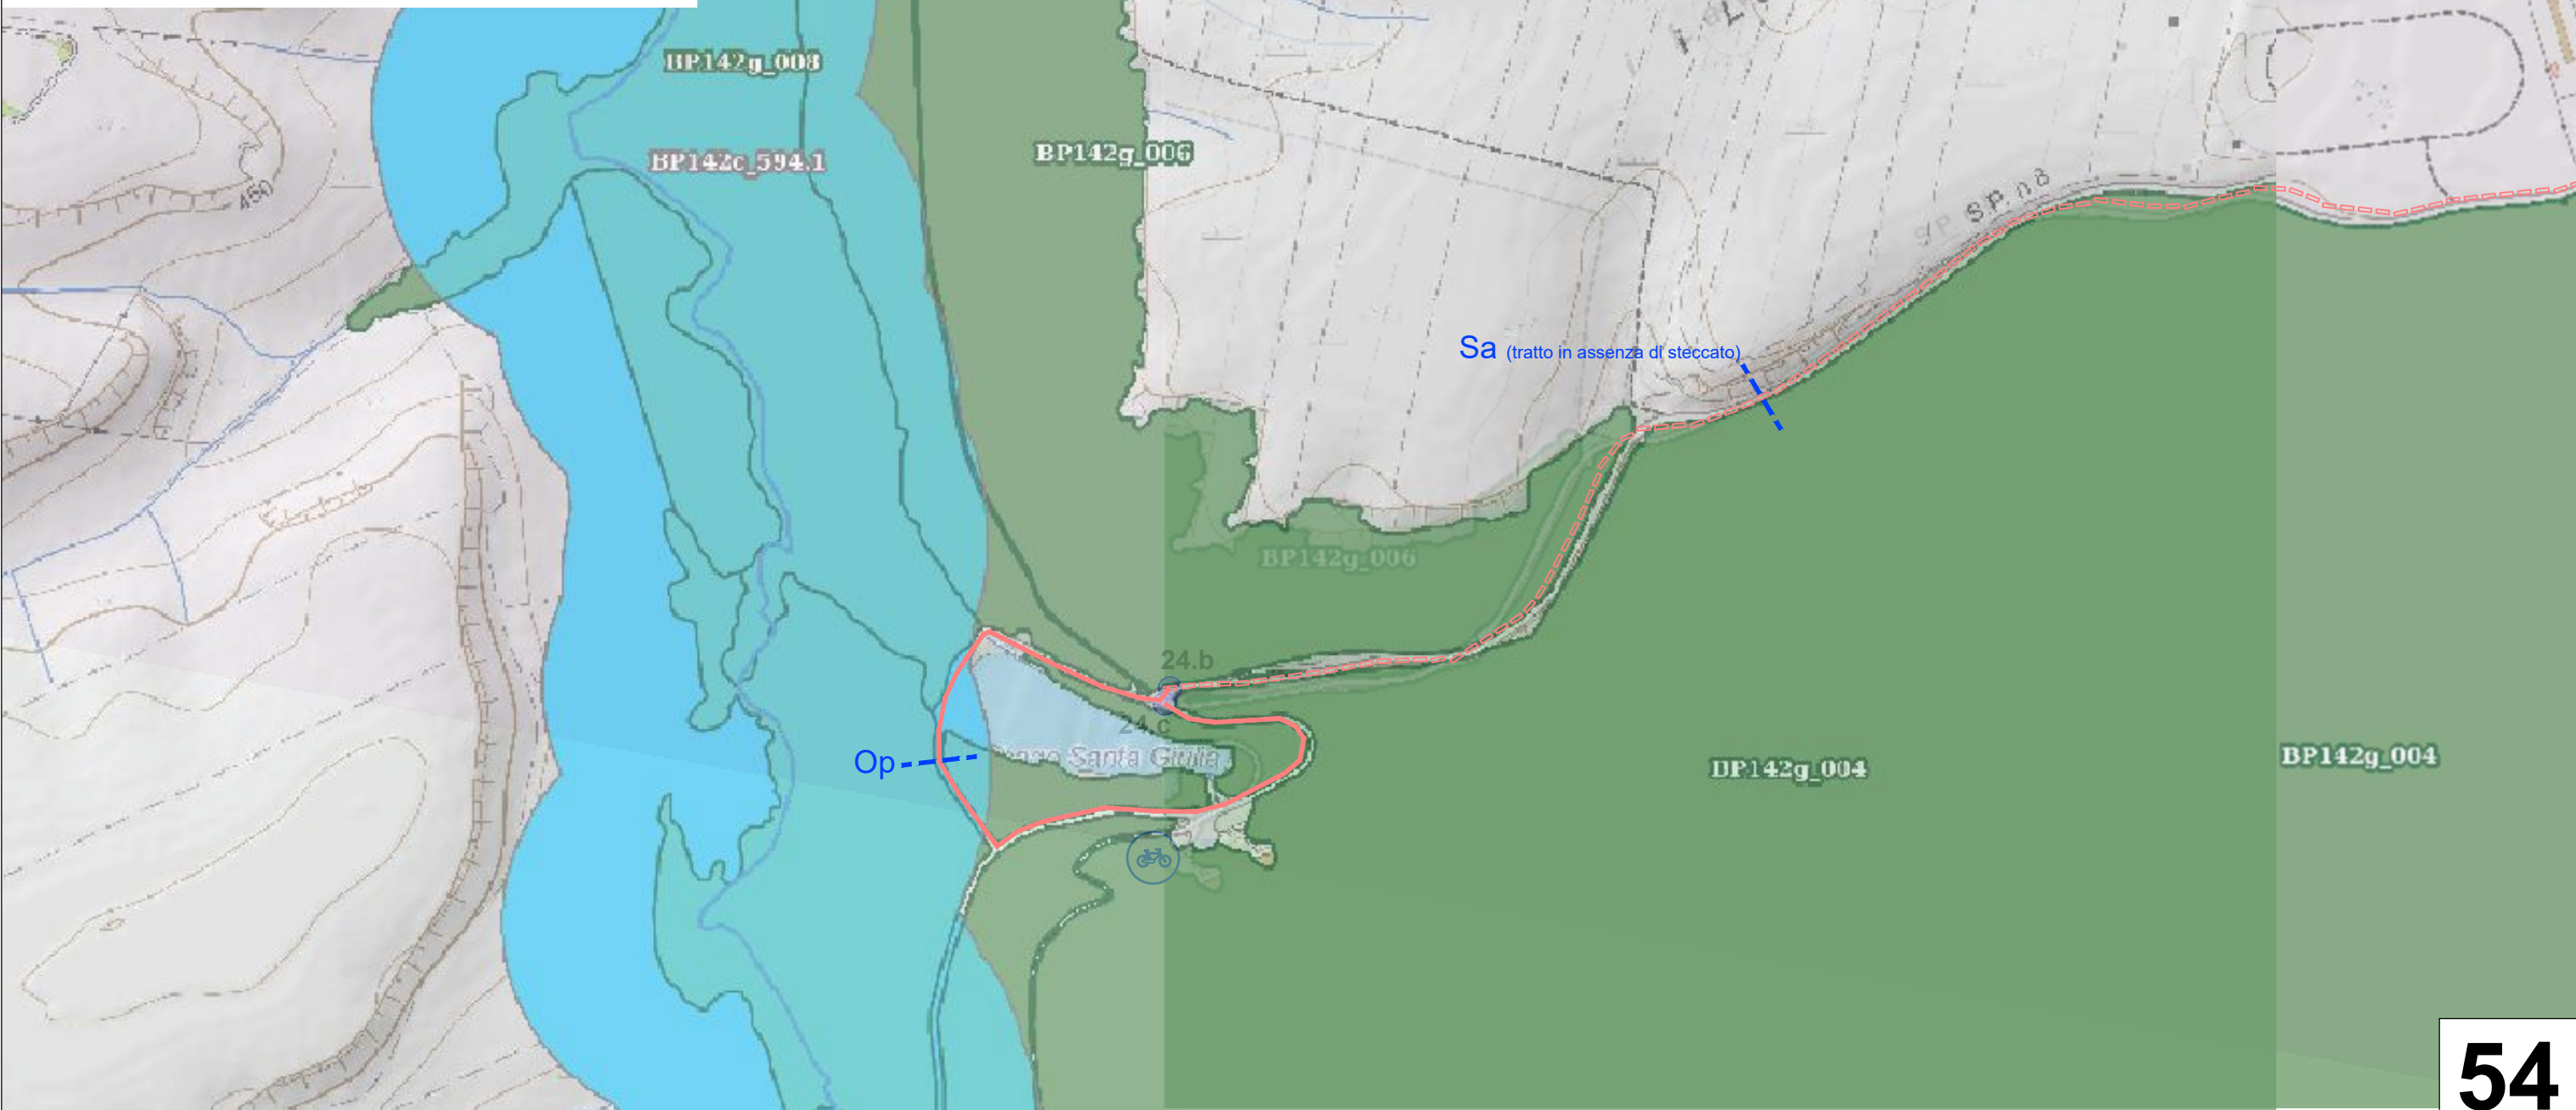 BP142g_008
BP142c_594.1
BP142g_006
450
SP n 8
Sa (tratto in assenza di steccato)
BP142g_006
24.b
24.c
Op
Santa Giulia
BP142g_004
BP142g_004
54